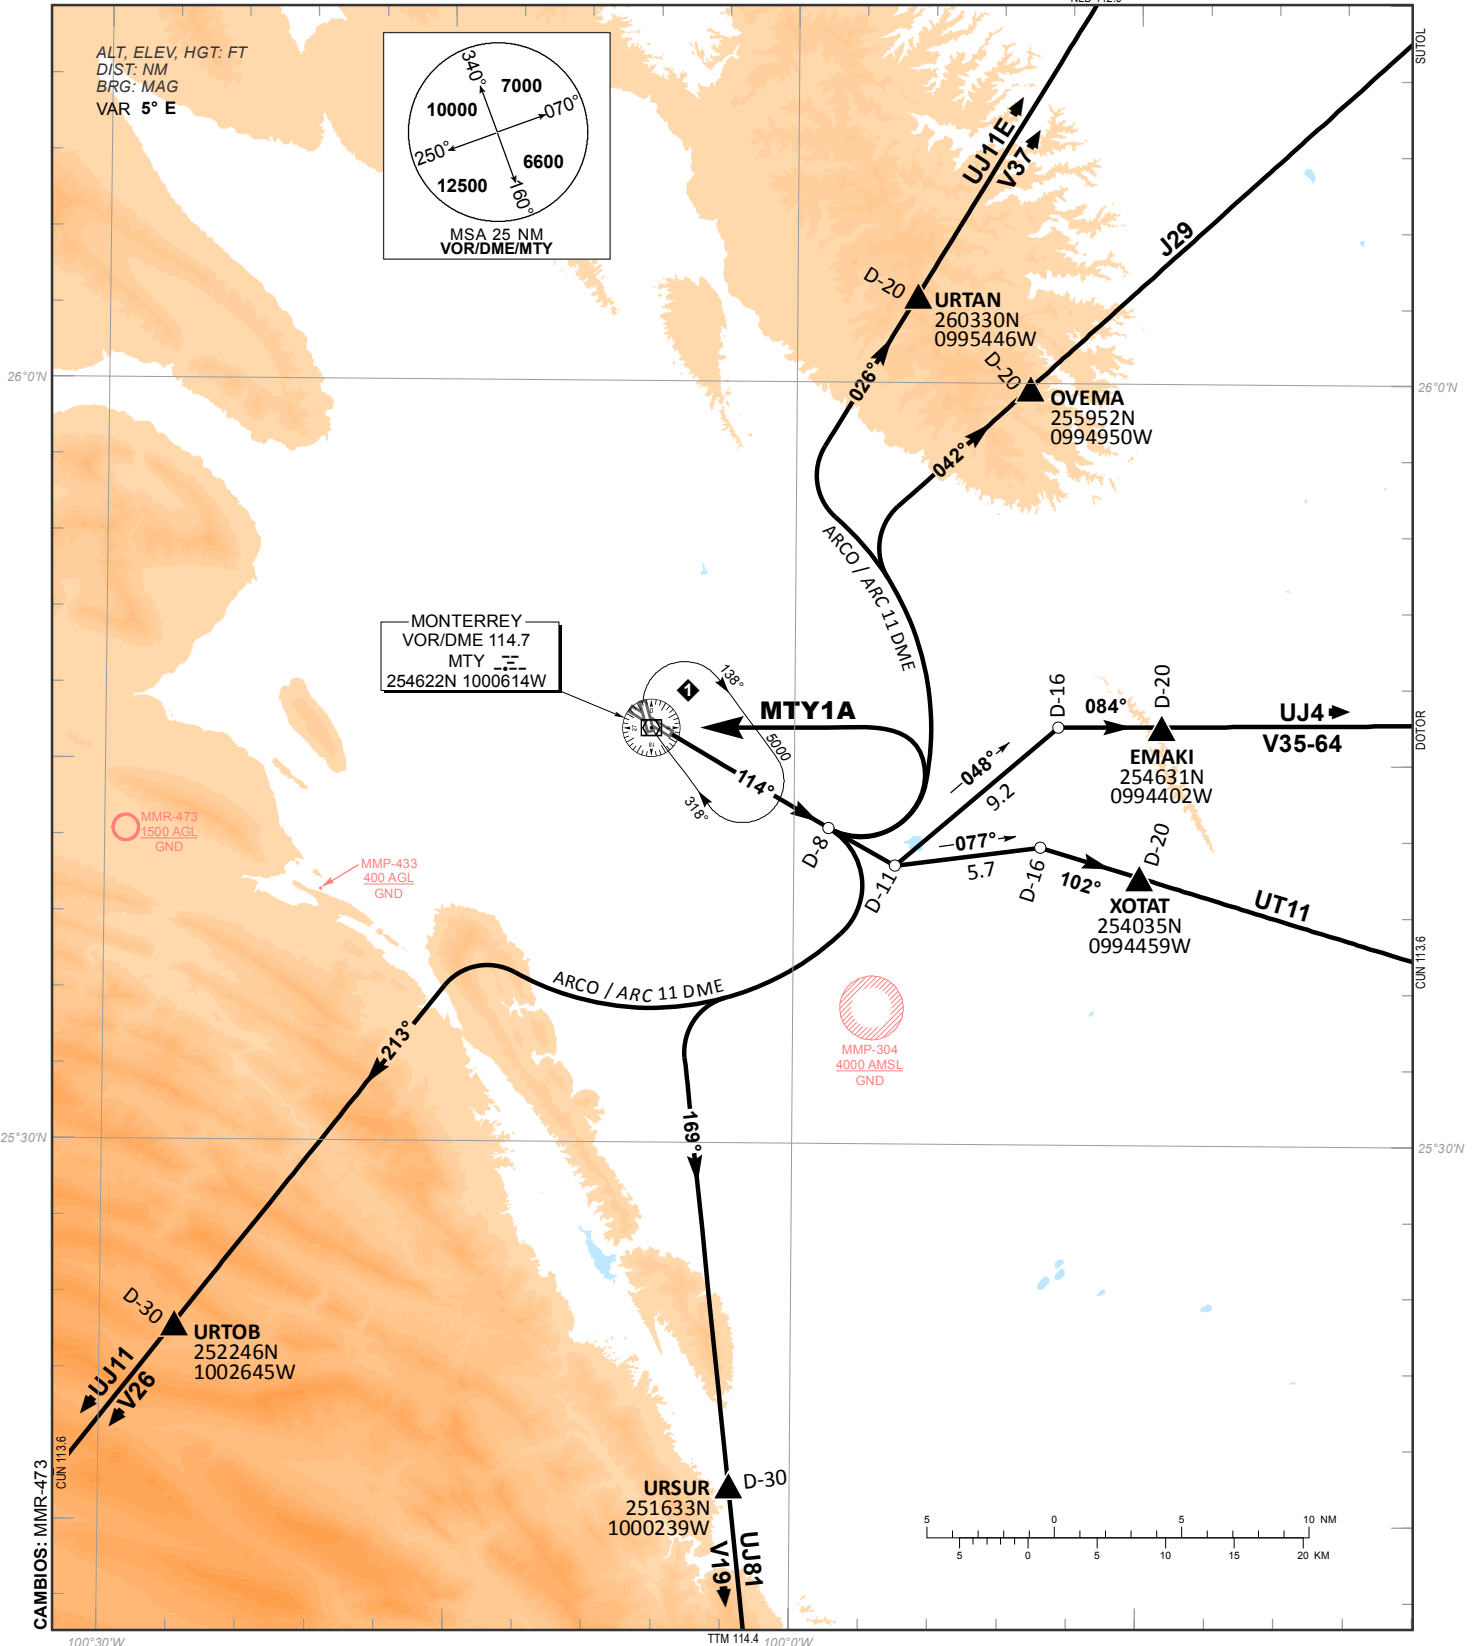 ALT, ELEV, HGT: FT
DIST: NM
BRG: MAG
VAR 5° E
340°
7000
070°
10000
250°
6600
12500
160°
MSA 25 NM
VOR/DME/MTY
SUTOL
UJ11E
V37
J29
D-20
URTAN
260330N
0995446W
026°
D-20
OVEMA
255952N
0994950W
042°
26°0'N
26°0'N
ARCO / ARC 11 DME
MONTERREY
VOR/DME 114.7
MTY
254622N 1000614W
1
138°
5000
318°
MTY1A
114°
D-8
D-11
048°
9.2
D-16
084°
D-20
EMAKI
254631N
0994402W
UJ4
V35-64
DOTOR
077°
5.7
D-16
102°
D-20
XOTAT
254035N
0994459W
UT11
CUN 113.6
MMR-473
1500 AGL
GND
MMP-433
400 AGL
GND
ARCO / ARC 11 DME
MMP-304
4000 AMSL
GND
213°
169°
25°30'N
25°30'N
D-30
URTOB
252246N
1002645W
UJ11
V26
CUN 113.6
CAMBIOS: MMR-473
URSUR
251633N
1000239W
D-30
V19
UJ81
5 0 5 10 NM
5 0 5 10 15 20 KM
100°30'W
TTM 114.4
100°0'W